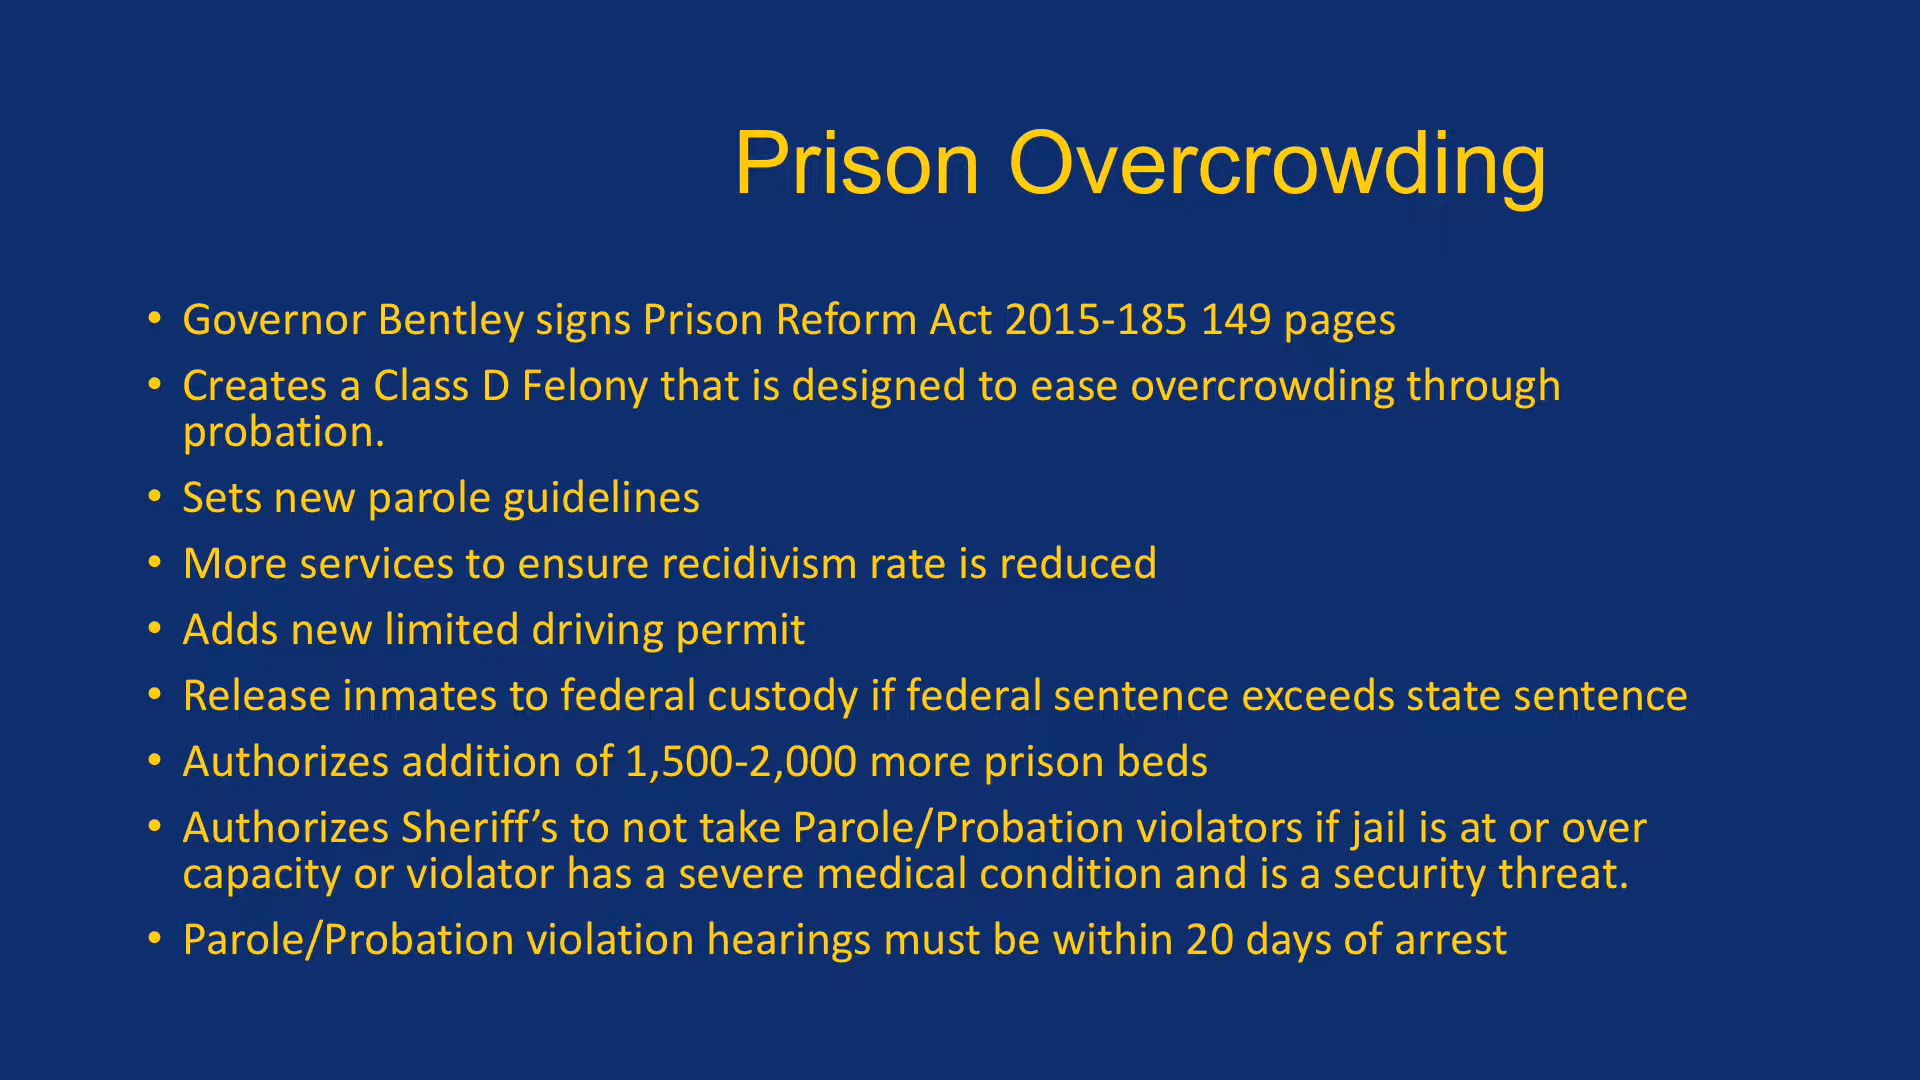 Prison Overcrowding
• Governor Bentley signs Prison Reform Act 2015-185 149 pages
• Creates a Class D Felony that is designed to ease overcrowding through
probation.
• Sets new parole guidelines
• More services to ensure recidivism rate is reduced
• Adds new limited driving permit
• Release inmates to federal custody if federal sentence exceeds state sentence
• Authorizes addition of 1,500-2,000 more prison beds
• Authorizes Sheriff’s to not take Parole/Probation violators if jail is at or over
capacity or violator has a severe medical condition and is a security threat.
• Parole/Probation violation hearings must be within 20 days of arrest